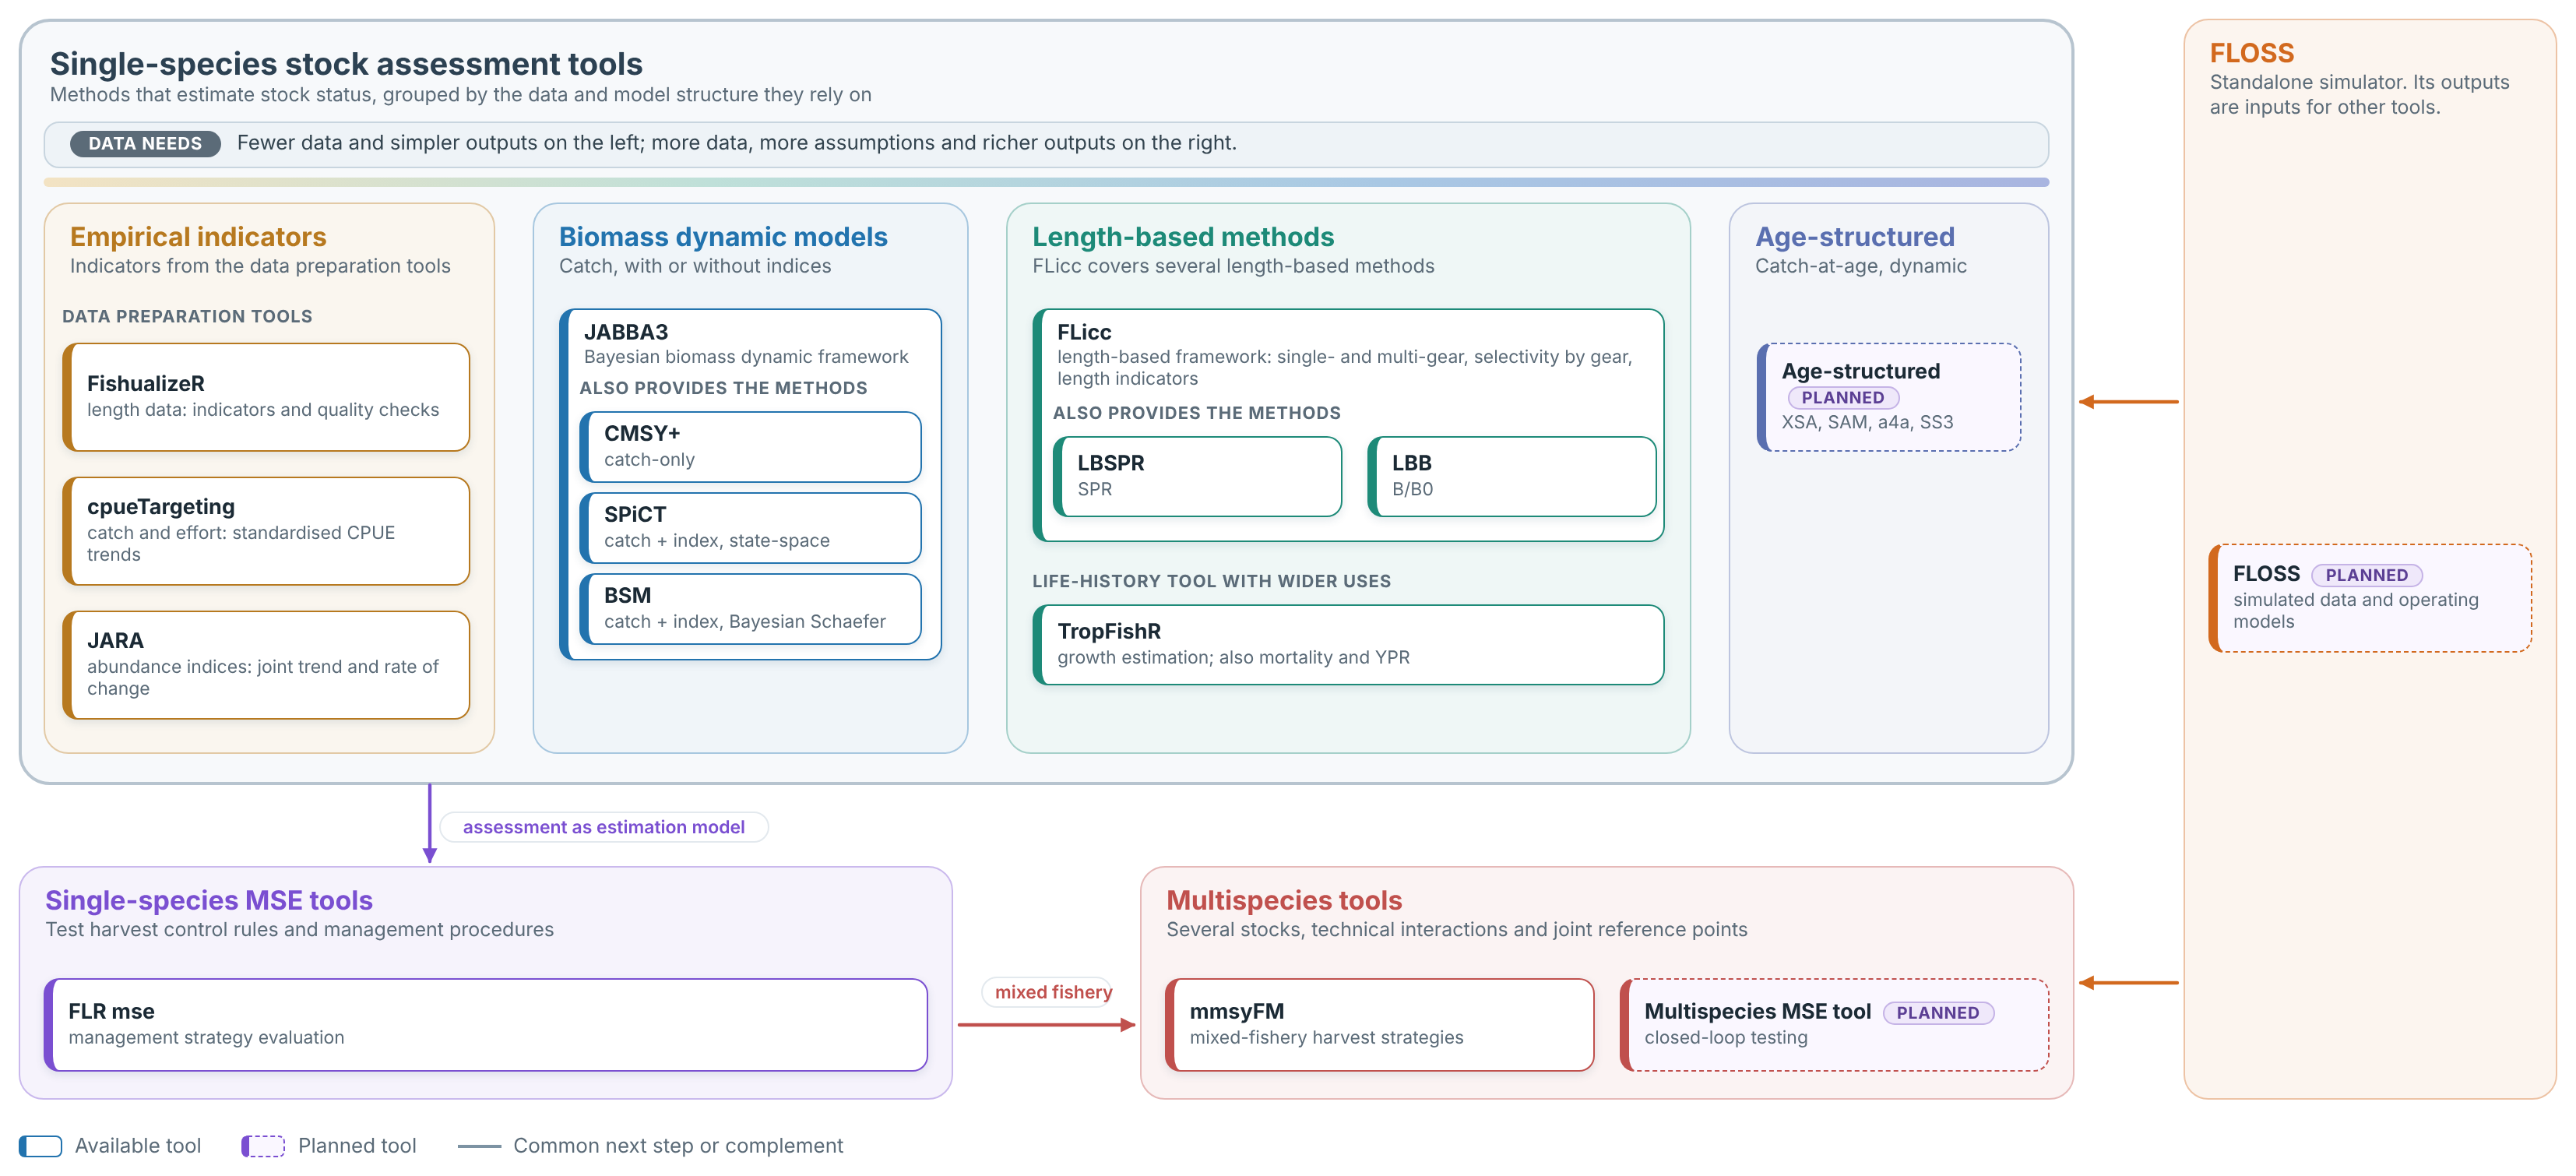 Single-species stock assessment tools
Methods that estimate stock status, grouped by the data and model structure they rely on
DATA NEEDS Fewer data and simpler outputs on the left; more data, more assumptions and richer outputs on the right.
Empirical indicators
Indicators from the data preparation tools
DATA PREPARATION TOOLS
FishualizeR
length data: indicators and quality checks
cpueTargeting
catch and effort: standardised CPUE
trends
JARA
abundance indices: joint trend and rate of
change
Biomass dynamic models
Catch, with or without indices
JABBA3
Bayesian biomass dynamic framework
ALSO PROVIDES THE METHODS
CMSY+
catch-only
SPiCT
catch + index, state-space
BSM
catch + index, Bayesian Schaefer
Length-based methods
FLicc covers several length-based methods
FLicc
length-based framework: single- and multi-gear, selectivity by gear,
length indicators
ALSO PROVIDES THE METHODS
LBSPR
SPR
LBB
B/B0
LIFE-HISTORY TOOL WITH WIDER USES
TropFishR
growth estimation; also mortality and YPR
Age-structured
Catch-at-age, dynamic
Age-structured
PLANNED
XSA, SAM, a4a, SS3
FLOSS
Standalone simulator. Its outputs
are inputs for other tools.
FLOSS PLANNED
simulated data and operating
models
assessment as estimation model
Single-species MSE tools
Test harvest control rules and management procedures
FLR mse
management strategy evaluation
mixed fishery
Multispecies tools
Several stocks, technical interactions and joint reference points
mmsyFM
mixed-fishery harvest strategies
Multispecies MSE tool PLANNED
closed-loop testing
Available tool
Planned tool
Common next step or complement